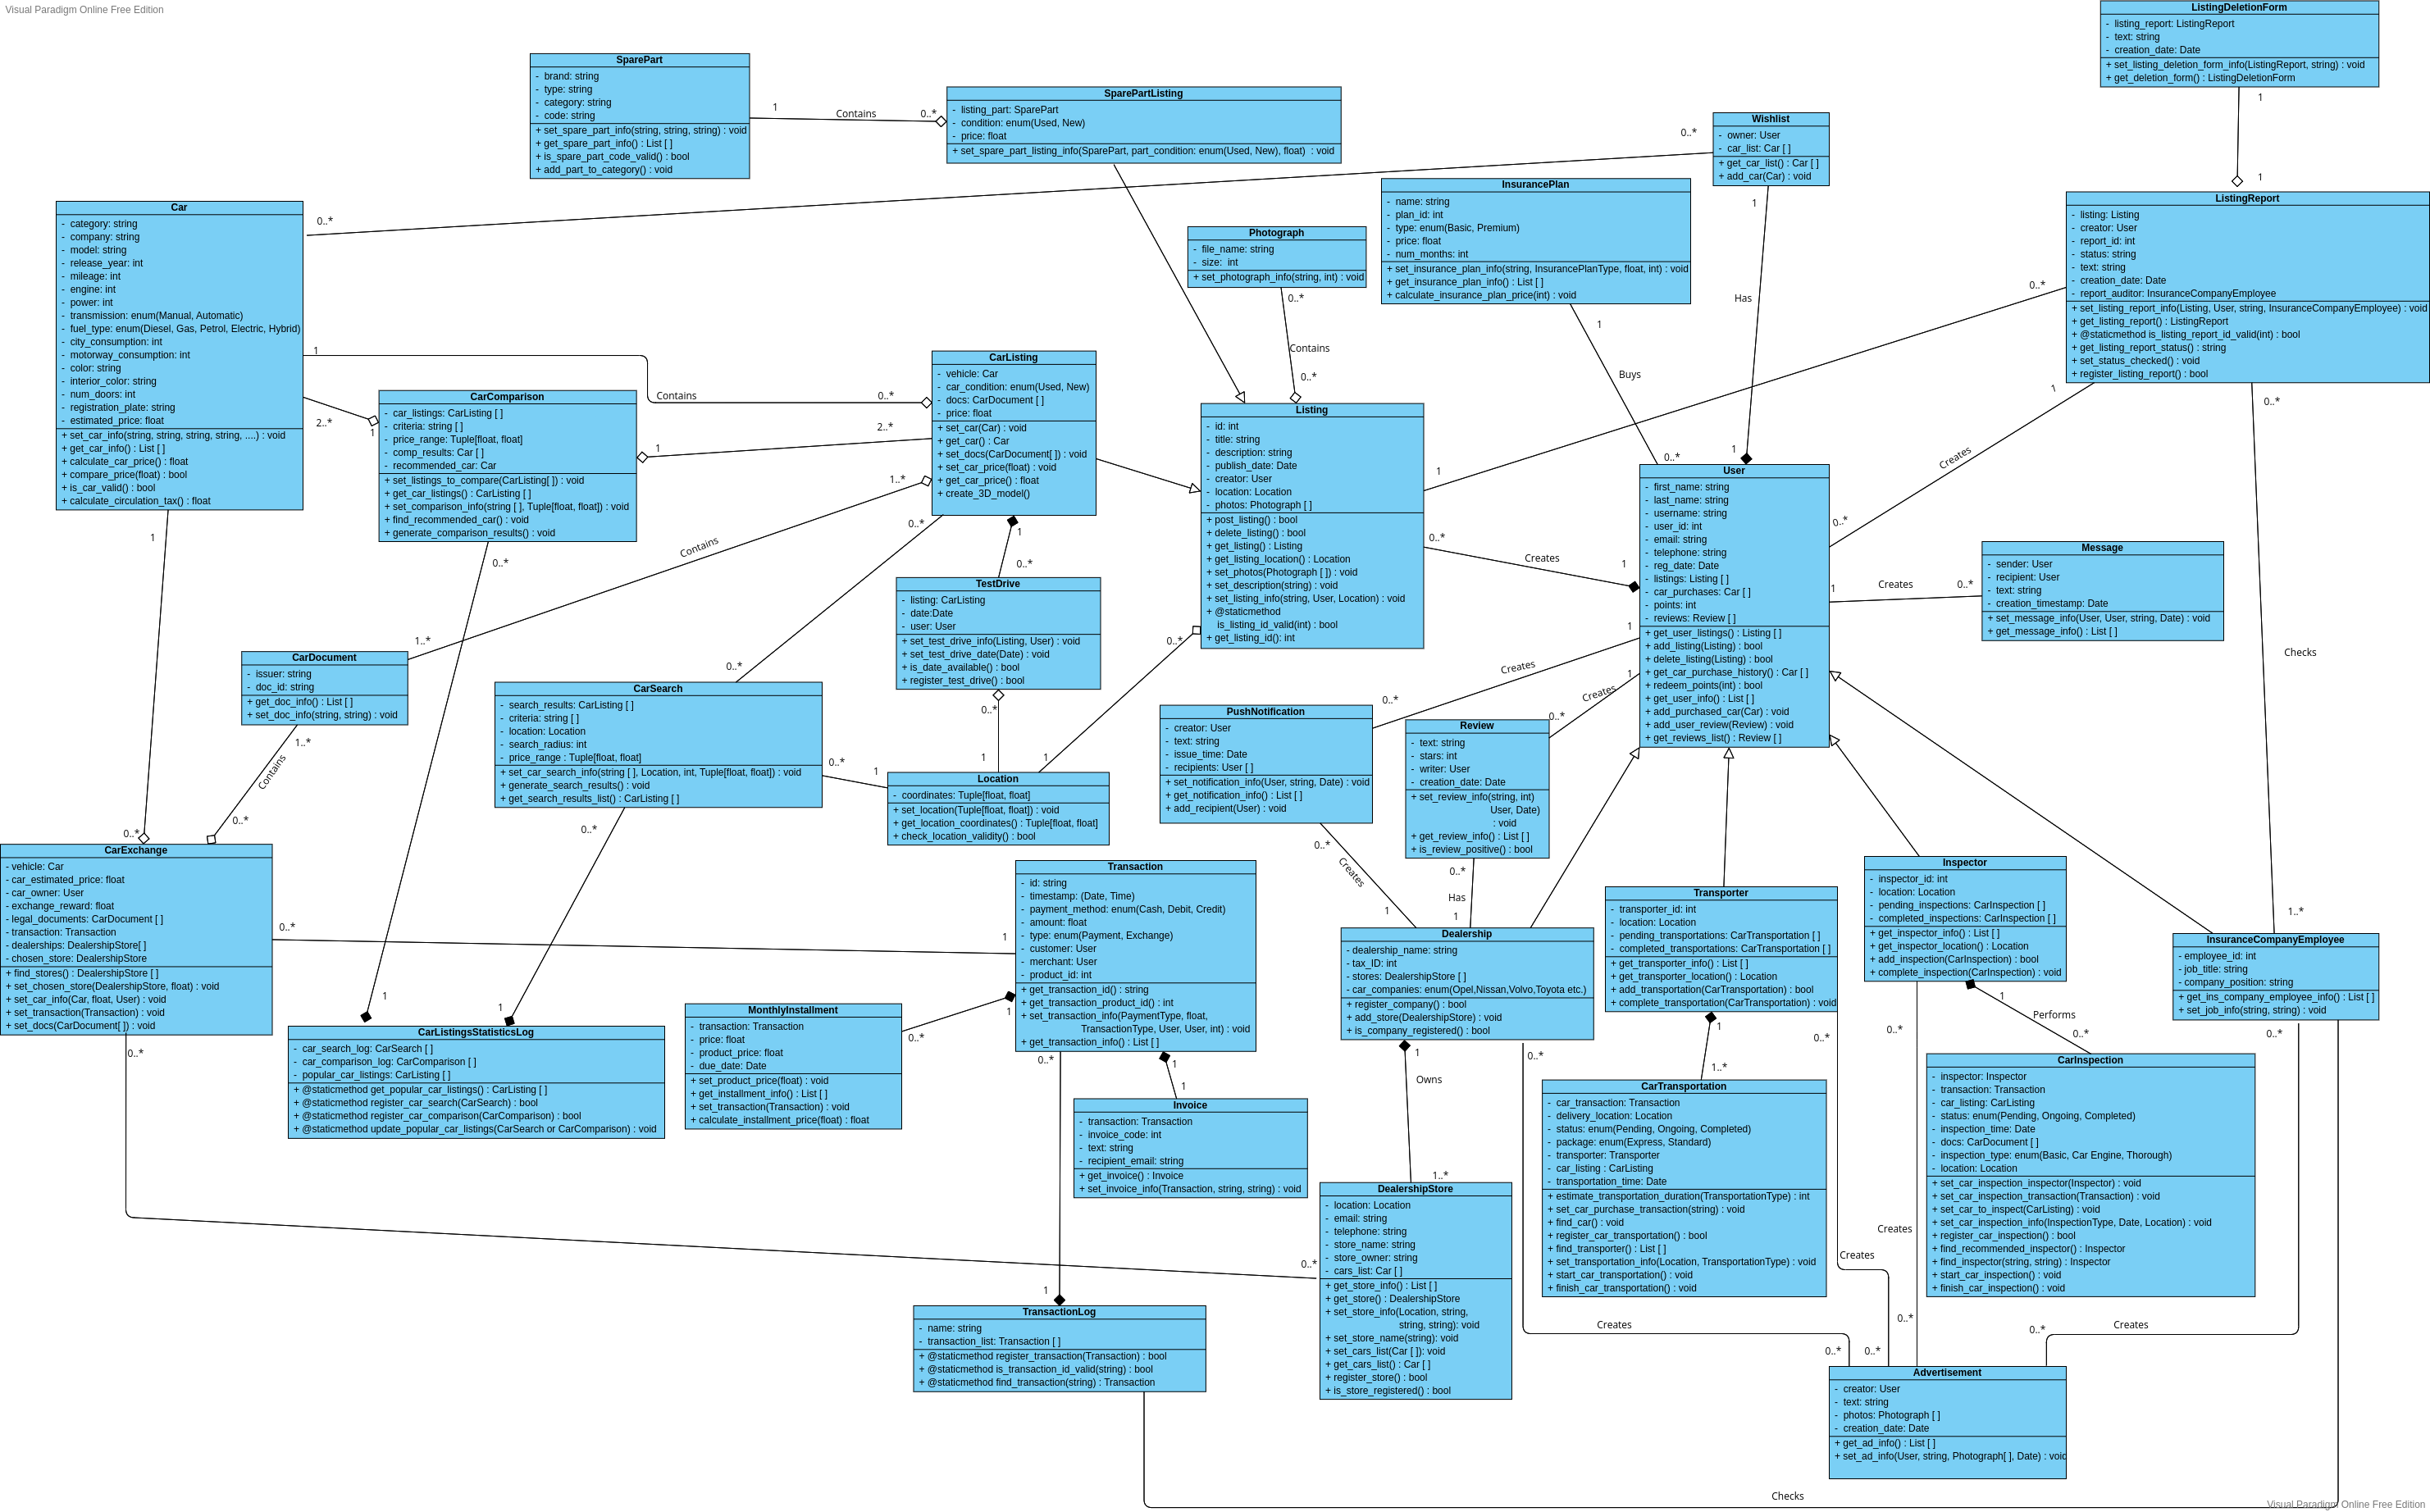 Visual Paradigm Online Free Edition
ListingDeletionForm
- listing_report: ListingReport
- text: string
- creation_date: Date
+ set_listing_deletion_form_info(ListingReport, string) : void
+ get_deletion_form() : ListingDeletionForm
1
1
SparePart
- brand: string
- type: string
- category: string
- code: string
+ set_spare_part_info(string, string, string) : void
+ get_spare_part_info() : List [ ]
+ is_spare_part_code_valid() : bool
+ add_part_to_category() : void
1
Contains
0..*
SparePartListing
- listing_part: SparePart
- condition: enum(Used, New)
- price: float
+ set_spare_part_listing_info(SparePart, part_condition: enum(Used, New), float) : void
Wishlist
- owner: User
- car_list: Car [ ]
+ get_car_list() : Car [ ]
+ add_car(Car) : void
0..*
0..*
1
Has
1
InsurancePlan
- name: string
- plan_id: int
- type: enum(Basic, Premium)
- price: float
- num_months: int
+ set_insurance_plan_info(string, InsurancePlanType, float, int) : void
+ get_insurance_plan_info() : List [ ]
+ calculate_insurance_plan_price(int) : void
1
Buys
0..*
Photograph
- file_name: string
- size: int
+ set_photograph_info(string, int) : void
0..*
Contains
0..*
ListingReport
- listing: Listing
- creator: User
- report_id: int
- status: string
- text: string
- creation_date: Date
- report_auditor: InsuranceCompanyEmployee
+ set_listing_report_info(Listing, User, string, InsuranceCompanyEmployee) : void
+ get_listing_report() : ListingReport
+ @staticmethod is_listing_report_id_valid(int) : bool
+ get_listing_report_status() : string
+ set_status_checked() : void
+ register_listing_report() : bool
0..*
1
1
Creates
0..*
0..*
Checks
1..*
Car
- category: string
- company: string
- model: string
- release_year: int
- mileage: int
- engine: int
- power: int
- transmission: enum(Manual, Automatic)
- fuel_type: enum(Diesel, Gas, Petrol, Electric, Hybrid)
- city_consumption: int
- motorway_consumption: int
- color: string
- interior_color: string
- num_doors: int
- registration_plate: string
- estimated_price: float
+ set_car_info(string, string, string, string, ....) : void
+ get_car_info() : List [ ]
+ calculate_car_price() : float
+ compare_price(float) : bool
+ is_car_valid() : bool
+ calculate_circulation_tax() : float
1
Contains
0..*
2..*
1
1
0..*
CarComparison
- car_listings: CarListing [ ]
- criteria: string [ ]
- price_range: Tuple[float, float]
- comp_results: Car [ ]
- recommended_car: Car
+ set_listings_to_compare(CarListing[ ]) : void
+ get_car_listings() : CarListing [ ]
+ set_comparison_info(string [ ], Tuple[float, float]) : void
+ find_recommended_car() : void
+ generate_comparison_results() : void
1
2..*
0..*
1
CarListing
- vehicle: Car
- car_condition: enum(Used, New)
- docs: CarDocument [ ]
- price: float
+ set_car(Car) : void
+ get_car() : Car
+ set_docs(CarDocument[ ]) : void
+ set_car_price(float) : void
+ get_car_price() : float
+ create_3D_model()
1..*
Contains
1..*
0..*
0..*
1
0..*
Listing
- id: int
- title: string
- description: string
- publish_date: Date
- creator: User
- location: Location
- photos: Photograph [ ]
+ post_listing() : bool
+ delete_listing() : bool
+ get_listing() : Listing
+ get_listing_location() : Location
+ set_photos(Photograph [ ]) : void
+ set_description(string) : void
+ set_listing_info(string, User, Location) : void
+ @staticmethod
is_listing_id_valid(int) : bool
+ get_listing_id(): int
0..*
Creates
1
0..*
1
User
- first_name: string
- last_name: string
- username: string
- user_id: int
- email: string
- telephone: string
- reg_date: Date
- listings: Listing [ ]
- car_purchases: Car [ ]
- points: int
- reviews: Review [ ]
+ get_user_listings() : Listing [ ]
+ add_listing(Listing) : bool
+ delete_listing(Listing) : bool
+ get_car_purchase_history() : Car [ ]
+ redeem_points(int) : bool
+ get_user_info() : List [ ]
+ add_purchased_car(Car) : void
+ add_user_review(Review) : void
+ get_reviews_list() : Review [ ]
1
Creates
0..*
1
Creates
0..*
1
Creates
0..*
Message
- sender: User
- recipient: User
- text: string
- creation_timestamp: Date
+ set_message_info(User, User, string, Date) : void
+ get_message_info() : List [ ]
TestDrive
- listing: CarListing
- date:Date
- user: User
+ set_test_drive_info(Listing, User) : void
+ set_test_drive_date(Date) : void
+ is_date_available() : bool
+ register_test_drive() : bool
0..*
1
CarDocument
- issuer: string
- doc_id: string
+ get_doc_info() : List [ ]
+ set_doc_info(string, string) : void
1..*
Contains
0..*
CarSearch
- search_results: CarListing [ ]
- criteria: string [ ]
- location: Location
- search_radius: int
- price_range : Tuple[float, float]
+ set_car_search_info(string [ ], Location, int, Tuple[float, float]) : void
+ generate_search_results() : void
+ get_search_results_list() : CarListing [ ]
0..*
1
0..*
1
Location
- coordinates: Tuple[float, float]
+ set_location(Tuple[float, float]) : void
+ get_location_coordinates() : Tuple[float, float]
+ check_location_validity() : bool
PushNotification
- creator: User
- text: string
- issue_time: Date
- recipients: User [ ]
+ set_notification_info(User, string, Date) : void
+ get_notification_info() : List [ ]
+ add_recipient(User) : void
0..*
Creates
1
Review
- text: string
- stars: int
- writer: User
- creation_date: Date
+ set_review_info(string, int)
User, Date)
: void
+ get_review_info() : List [ ]
+ is_review_positive() : bool
0..*
Has
1
CarExchange
- vehicle: Car
- car_estimated_price: float
- car_owner: User
- exchange_reward: float
- legal_documents: CarDocument [ ]
- transaction: Transaction
- dealerships: DealershipStore[ ]
- chosen_store: DealershipStore
+ find_stores() : DealershipStore [ ]
+ set_chosen_store(DealershipStore, float) : void
+ set_car_info(Car, float, User) : void
+ set_transaction(Transaction) : void
+ set_docs(CarDocument[ ]) : void
0..*
1
0..*
0..*
Transaction
- id: string
- timestamp: (Date, Time)
- payment_method: enum(Cash, Debit, Credit)
- amount: float
- type: enum(Payment, Exchange)
- customer: User
- merchant: User
- product_id: int
+ get_transaction_id() : string
+ get_transaction_product_id() : int
+ set_transaction_info(PaymentType, float,
TransactionType, User, User, int) : void
+ get_transaction_info() : List [ ]
1
0..*
1
1
0..*
1
Dealership
- dealership_name: string
- tax_ID: int
- stores: DealershipStore [ ]
- car_companies: enum(Opel,Nissan,Volvo,Toyota etc.)
+ register_company() : bool
+ add_store(DealershipStore) : void
+ is_company_registered() : bool
1
Owns
1..*
0..*
Creates
0..*
Transporter
- transporter_id: int
- location: Location
- pending_transportations: CarTransportation [ ]
- completed_transportations: CarTransportation [ ]
+ get_transporter_info() : List [ ]
+ get_transporter_location() : Location
+ add_transportation(CarTransportation) : bool
+ complete_transportation(CarTransportation) : void
1
1..*
0..*
Creates
0..*
Inspector
- inspector_id: int
- location: Location
- pending_inspections: CarInspection [ ]
- completed_inspections: CarInspection [ ]
+ get_inspector_info() : List [ ]
+ get_inspector_location() : Location
+ add_inspection(CarInspection) : bool
+ complete_inspection(CarInspection) : void
1
Performs
0..*
0..*
Creates
0..*
InsuranceCompanyEmployee
- employee_id: int
- job_title: string
- company_position: string
+ get_ins_company_employee_info() : List [ ]
+ set_job_info(string, string) : void
0..*
Creates
0..*
CarListingsStatisticsLog
- car_search_log: CarSearch [ ]
- car_comparison_log: CarComparison [ ]
- popular_car_listings: CarListing [ ]
+ @staticmethod get_popular_car_listings() : CarListing [ ]
+ @staticmethod register_car_search(CarSearch) : bool
+ @staticmethod register_car_comparison(CarComparison) : bool
+ @staticmethod update_popular_car_listings(CarSearch or CarComparison) : void
MonthlyInstallment
- transaction: Transaction
- price: float
- product_price: float
- due_date: Date
+ set_product_price(float) : void
+ get_installment_info() : List [ ]
+ set_transaction(Transaction) : void
+ calculate_installment_price(float) : float
Invoice
- transaction: Transaction
- invoice_code: int
- text: string
- recipient_email: string
+ get_invoice() : Invoice
+ set_invoice_info(Transaction, string, string) : void
CarTransportation
- car_transaction: Transaction
- delivery_location: Location
- status: enum(Pending, Ongoing, Completed)
- package: enum(Express, Standard)
- transporter: Transporter
- car_listing : CarListing
- transportation_time: Date
+ estimate_transportation_duration(TransportationType) : int
+ set_car_purchase_transaction(string) : void
+ find_car() : void
+ register_car_transportation() : bool
+ find_transporter() : List [ ]
+ set_transportation_info(Location, TransportationType) : void
+ start_car_transportation() : void
+ finish_car_transportation() : void
CarInspection
- inspector: Inspector
- transaction: Transaction
- car_listing: CarListing
- status: enum(Pending, Ongoing, Completed)
- inspection_time: Date
- docs: CarDocument [ ]
- inspection_type: enum(Basic, Car Engine, Thorough)
- location: Location
+ set_car_inspection_inspector(Inspector) : void
+ set_car_inspection_transaction(Transaction) : void
+ set_car_to_inspect(CarListing) : void
+ set_car_inspection_info(InspectionType, Date, Location) : void
+ register_car_inspection() : bool
+ find_recommended_inspector() : Inspector
+ find_inspector(string, string) : Inspector
+ start_car_inspection() : void
+ finish_car_inspection() : void
DealershipStore
- location: Location
- email: string
- telephone: string
- store_name: string
- store_owner: string
- cars_list: Car [ ]
+ get_store_info() : List [ ]
+ get_store() : DealershipStore
+ set_store_info(Location, string,
string, string): void
+ set_store_name(string): void
+ set_cars_list(Car [ ]): void
+ get_cars_list() : Car [ ]
+ register_store() : bool
+ is_store_registered() : bool
TransactionLog
- name: string
- transaction_list: Transaction [ ]
+ @staticmethod register_transaction(Transaction) : bool
+ @staticmethod is_transaction_id_valid(string) : bool
+ @staticmethod find_transaction(string) : Transaction
Advertisement
- creator: User
- text: string
- photos: Photograph [ ]
- creation_date: Date
+ get_ad_info() : List [ ]
+ set_ad_info(User, string, Photograph[ ], Date) : void
Checks
Visual Paradigm Online Free Edition